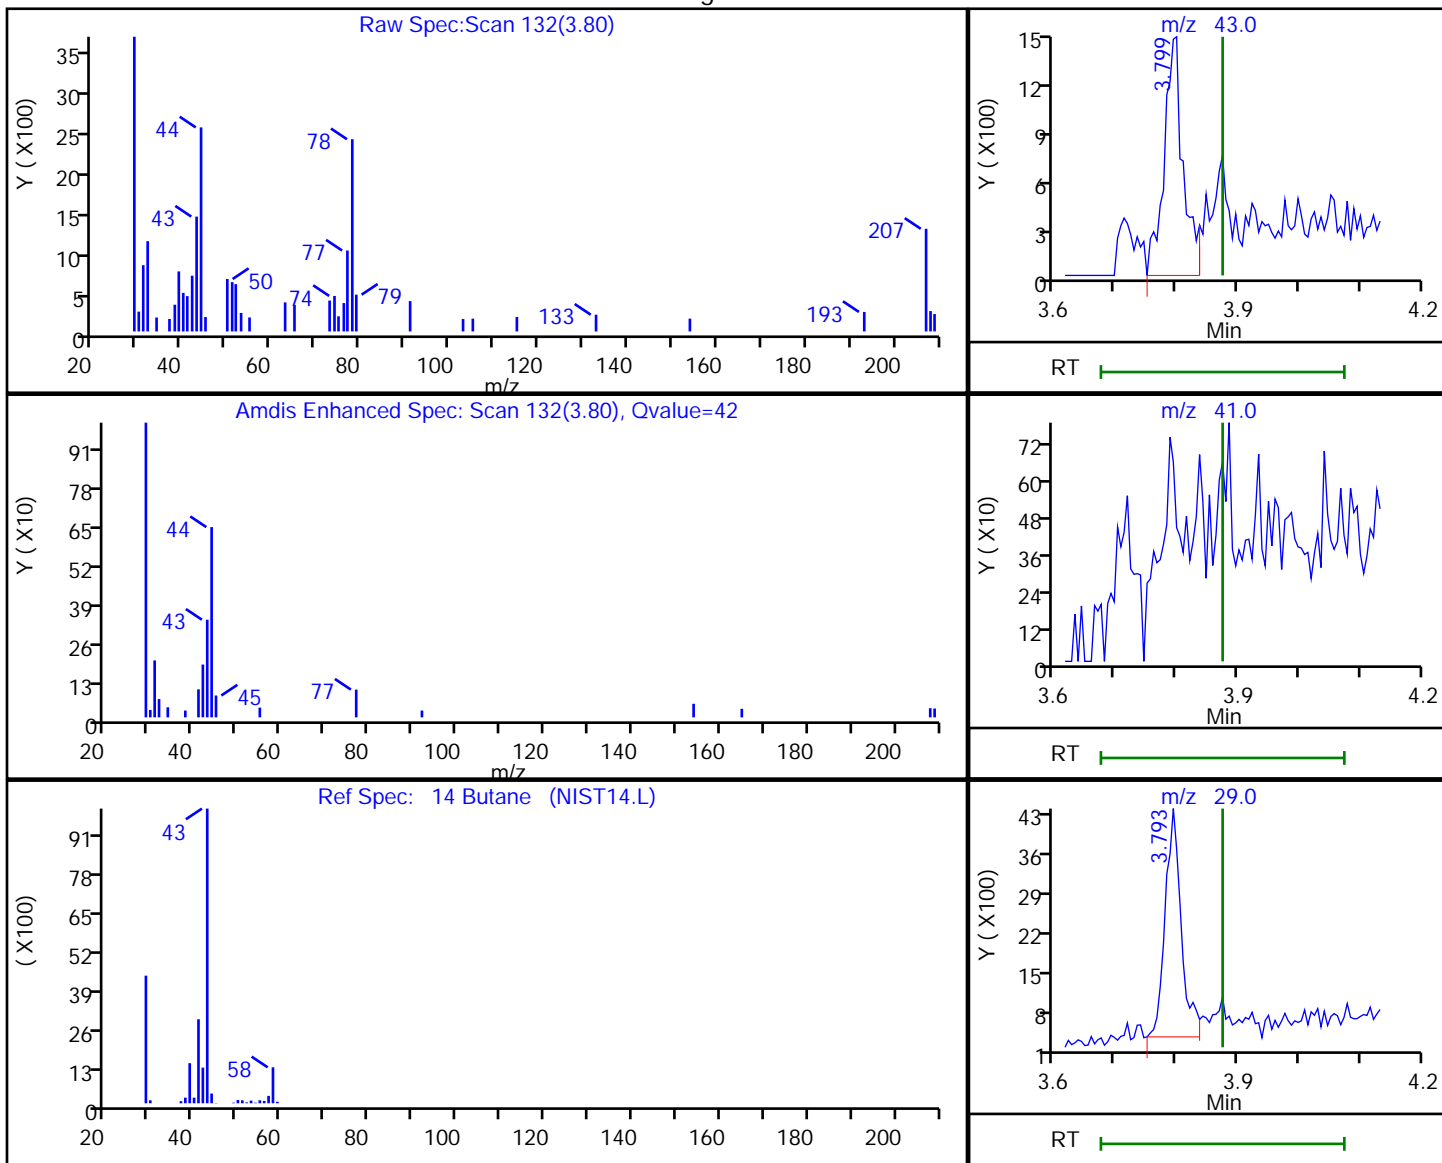 Raw Spec:Scan 132(3.80)
Y ( X100)
35
30
25
20
15
10
5
0
44
43
78
77
74
50
79
133
193
207
20 40 60 80 100 120 140 160 180 200
m/z
m/z 43.0
Y ( X100)
15
12
9
6
3
0
3.799
3.6 3.9 4.2
Min
RT
Amdis Enhanced Spec: Scan 132(3.80), Qvalue=42
Y ( X10)
91
78
65
52
39
26
13
0
44
43
45
77
20 40 60 80 100 120 140 160 180 200
m/z
m/z 41.0
Y ( X10)
72
60
48
36
24
12
0
3.6 3.9 4.2
Min
RT
Ref Spec: 14 Butane (NIST14.L)
( X100)
91
78
65
52
39
26
13
0
43
58
20 40 60 80 100 120 140 160 180 200
m/z 29.0
Y ( X100)
43
36
29
22
15
8
1
3.793
3.6 3.9 4.2
Min
RT